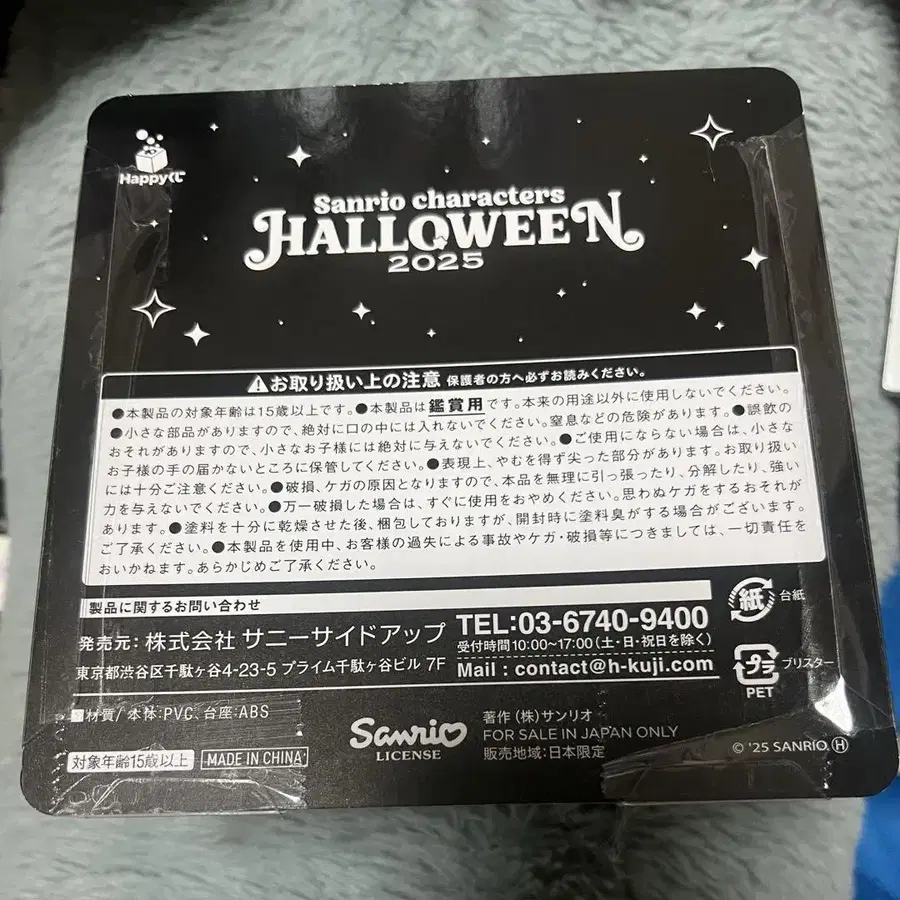 Happyくじ
Sanrio characters
HALLOWEEN
2025
お取り扱い上の注意 保護者の方へ必ずお読みください。
●本製品の対象年齢は15歳以上です。●本製品は鑑賞用です。本来の用途以外に使用しないでください。
●小さな部品がありますので、絶対に口の中には入れないでください。窒息などの危険があります。●誤飲の
おそれがありますので、小さなお子様には絶対に与えないでください。●ご使用にならない場合は、小さな
お子様の手の届かないところに保管してください。●表現上、やむを得ず尖った部分があります。お取り扱い
には十分ご注意ください。●破損、ケガの原因となりますので、本品を無理に引っ張ったり、分解したり、強い
力を与えないでください。●万一破損した場合は、すぐに使用をおやめください。思わぬケガをするおそれが
あります。●塗料を十分に乾燥させた後、梱包しておりますが、開封時に塗料臭がする場合がございます。
ご了承ください。●本製品を使用中、お客様の過失による事故やケガ・破損等につきましては、一切責任を
おいかねます。あらかじめご了承ください。
製品に関するお問い合わせ
発売元:株式会社 サニーサイドアップ
東京都渋谷区千駄ヶ谷4-23-5 プライム千駄ヶ谷ビル 7F
TEL:03-6740-9400
受付時間10:00~17:00(土・日・祝日を除く)
Mail : contact@h-kuji.com
紙 台紙
プラ ブリスター
PET
材質/本体:PVC、台座:ABS
対象年齢15歳以上
MADE IN CHINA
Sanrio
LICENSE
著作(株)サンリオ
FOR SALE IN JAPAN ONLY
販売地域:日本限定
© '25 SANRIO Ⓗ